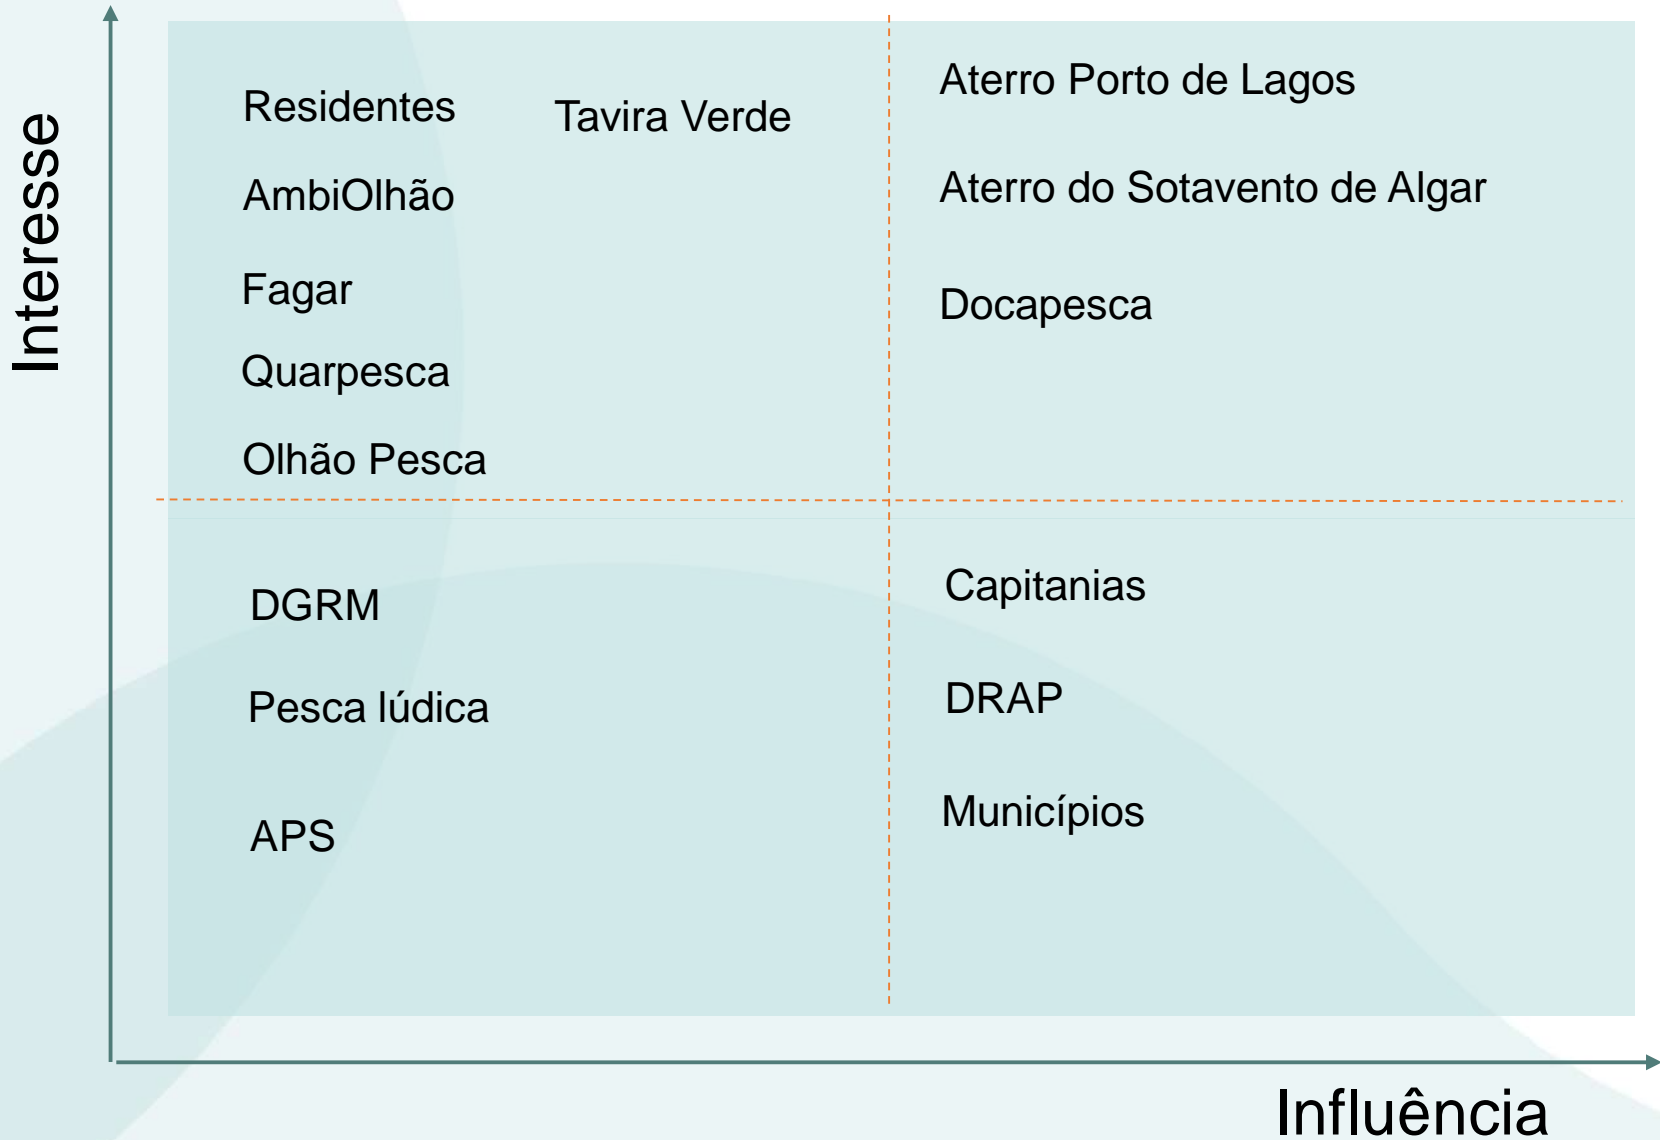 Interesse
Residentes
Tavira Verde
AmbiOlhão
Fagar
Quarpesca
Olhão Pesca
Aterro Porto de Lagos
Aterro do Sotavento de Algar
Docapesca
DGRM
Pesca lúdica
APS
Capitanias
DRAP
Municípios
Influência